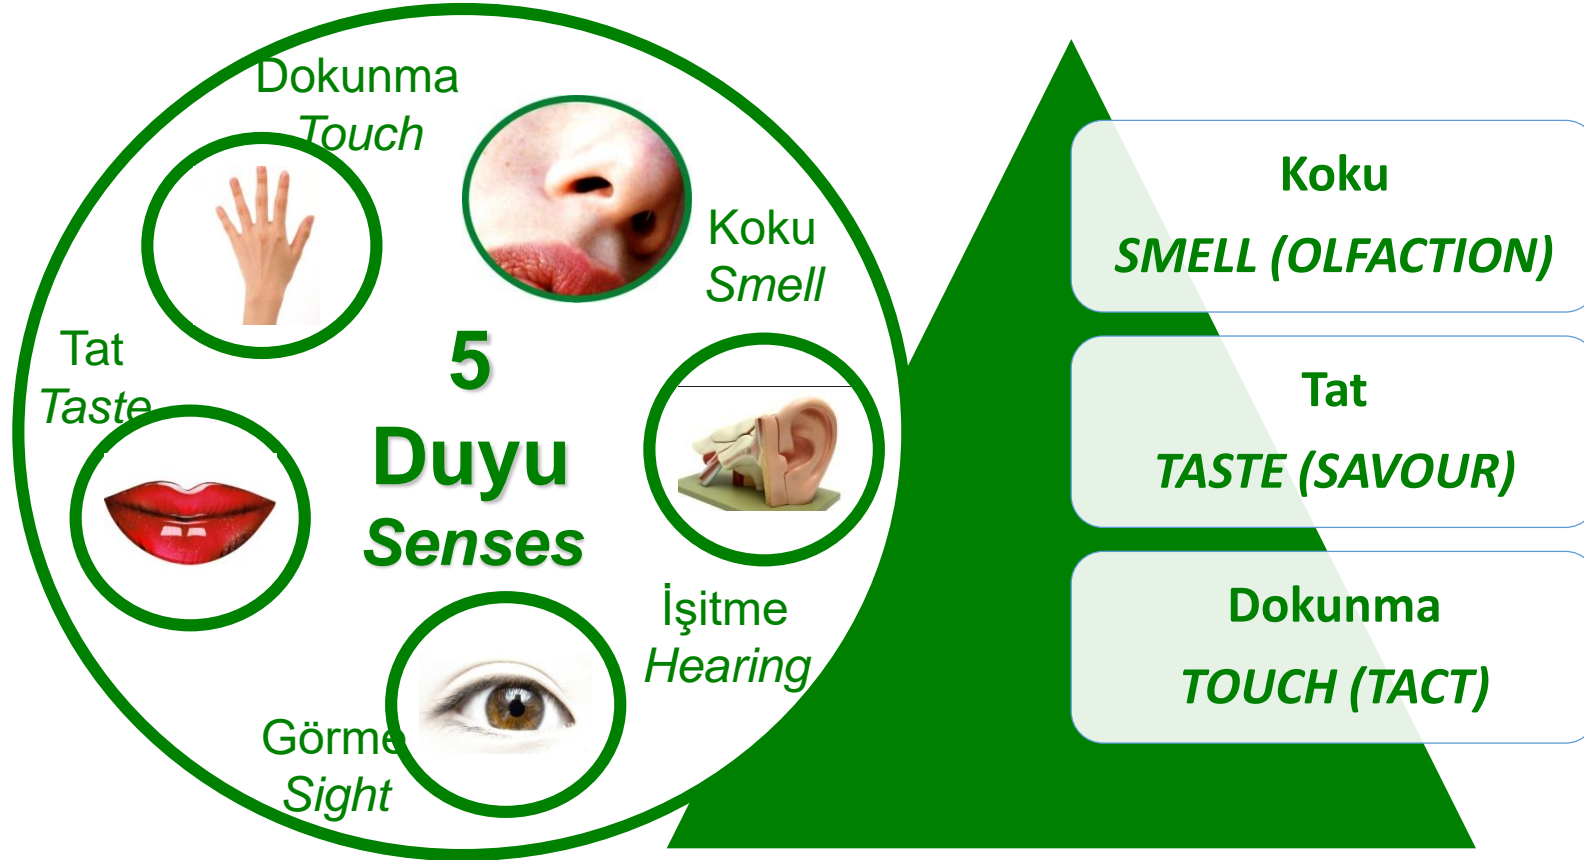 Dokunma
Touch
Koku
Smell
Tat
Taste
5
Duyu
Senses
İşitme
Hearing
Görme
Sight
Koku
SMELL (OLFACTION)
Tat
TASTE (SAVOUR)
Dokunma
TOUCH (TACT)